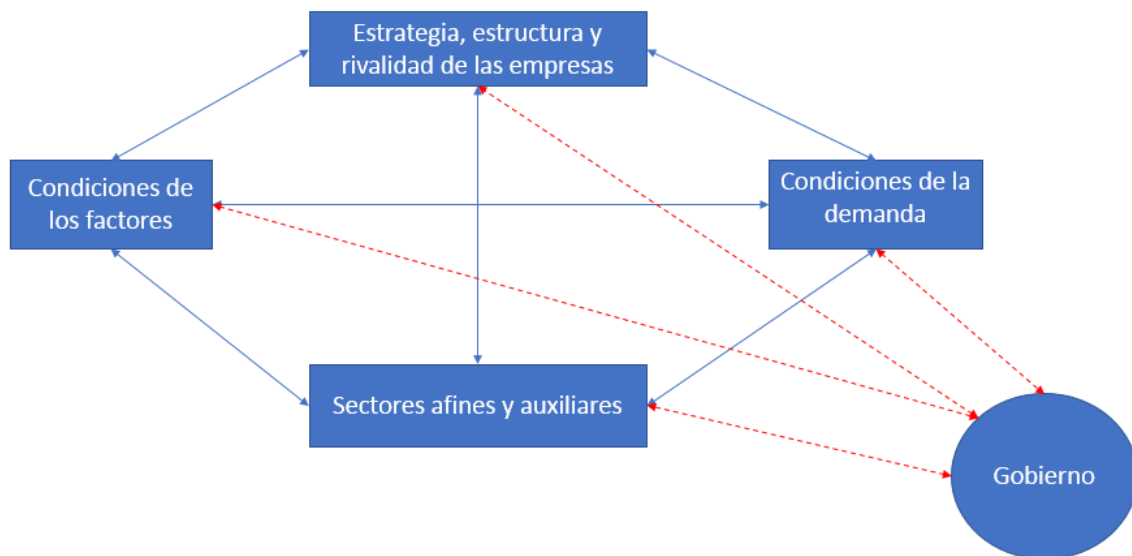 Estrategia, estructura y
rivalidad de las empresas
Condiciones de
los factores
Condiciones de la
demanda
Sectores afines y auxiliares
Gobierno